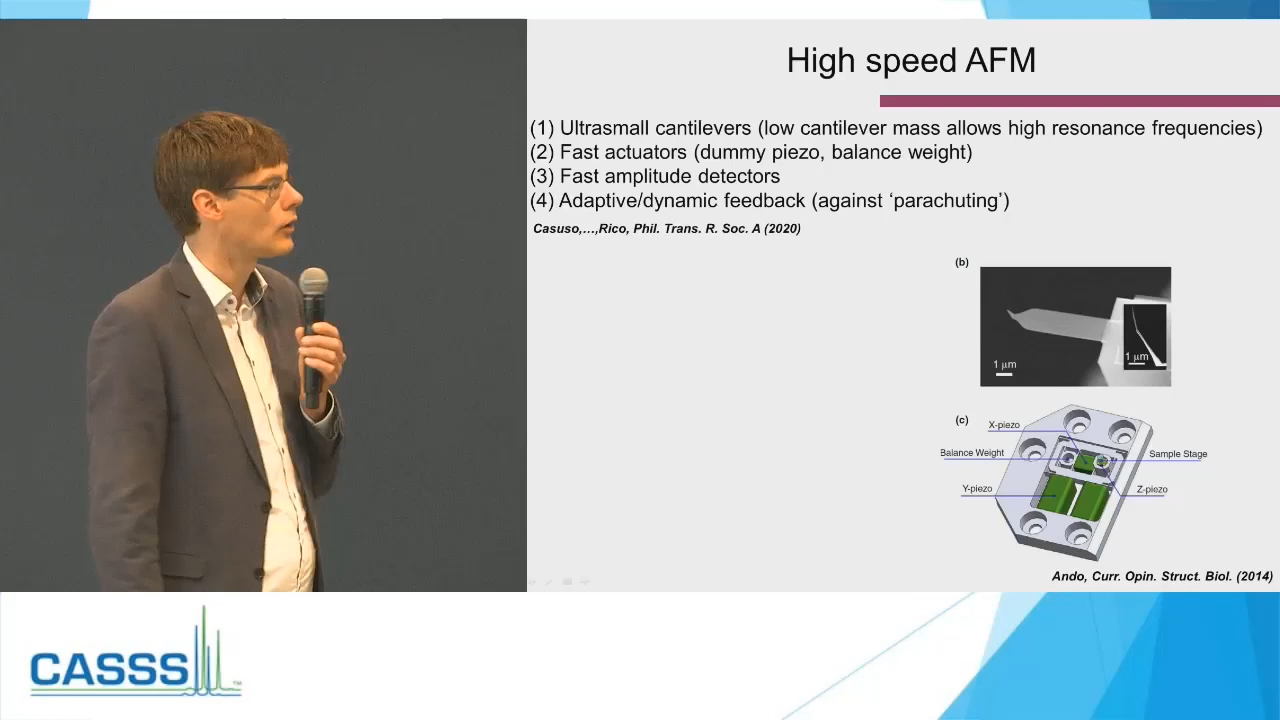 High speed AFM
(1) Ultrasmall cantilevers (low cantilever mass allows high resonance frequencies)
(2) Fast actuators (dummy piezo, balance weight)
(3) Fast amplitude detectors
(4) Adaptive/dynamic feedback (against ‘parachuting’)
Casuso,…,Rico, Phil. Trans. R. Soc. A (2020)
(b)
1 μm
1 μm
(c)
X-piezo
Balance Weight
Sample Stage
Y-piezo
Z-piezo
Ando, Curr. Opin. Struct. Biol. (2014)
CASSS
TM